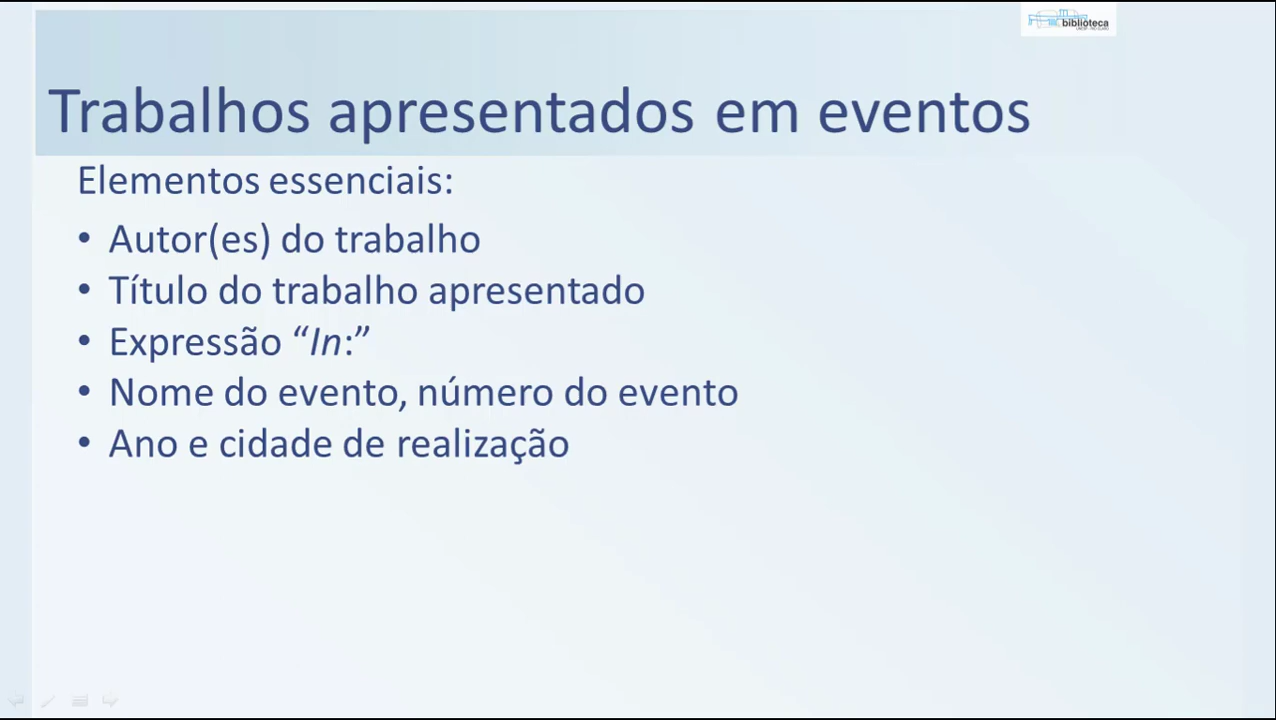 biblioteca
Trabalhos apresentados em eventos
Elementos essenciais:
• Autor(es) do trabalho
• Título do trabalho apresentado
• Expressão “In:”
• Nome do evento, número do evento
• Ano e cidade de realização